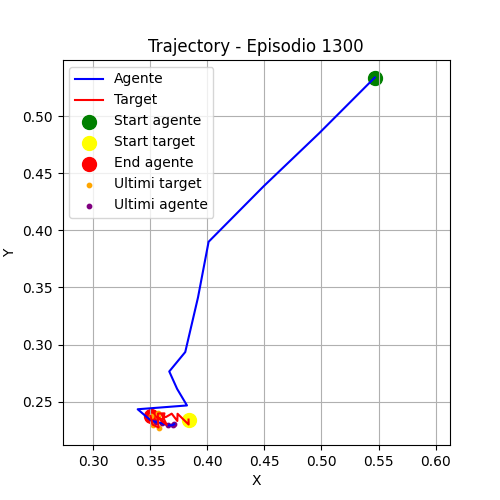 Trajectory - Episodio 1300
Agente
Target
Start agente
Start target
End agente
Ultimi target
Ultimi agente
Y
0.50
0.45
0.40
0.35
0.30
0.25
0.30
0.35
0.40
0.45
0.50
0.55
0.60
X